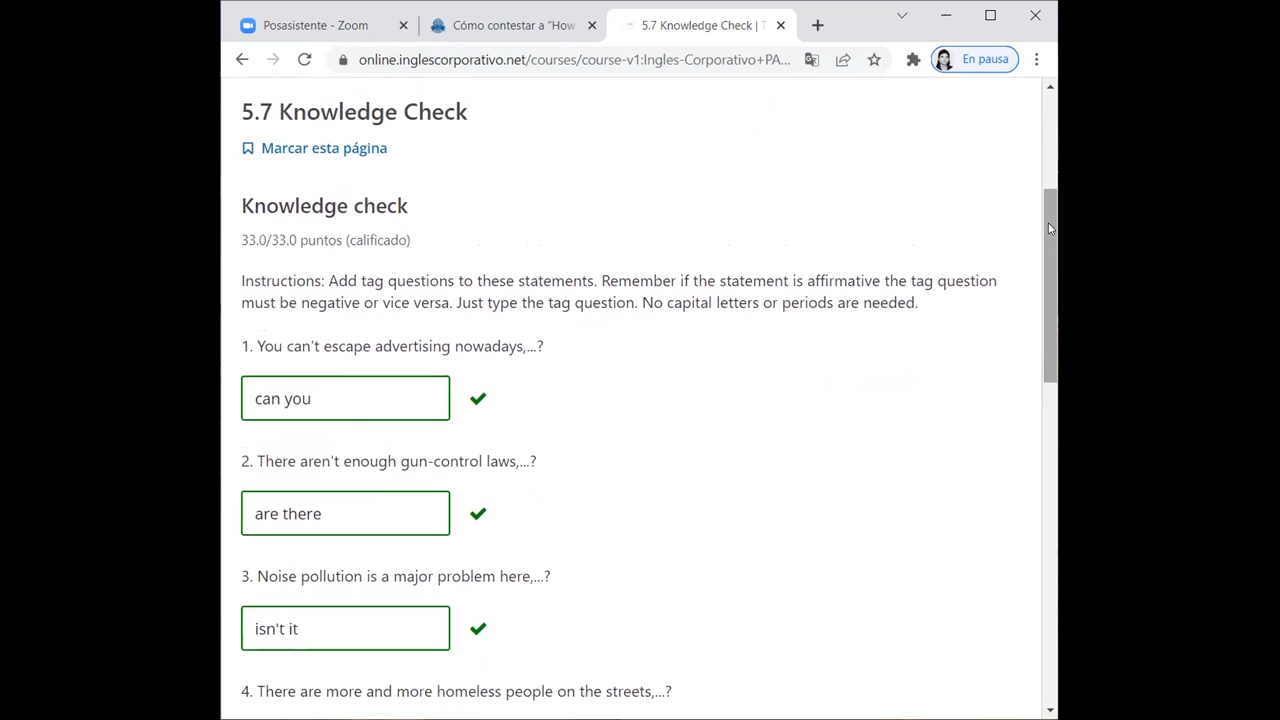 Posasistente - Zoom
Cómo contestar a "How
5.7 Knowledge Check | T
online.inglescorporativo.net/courses/course-v1:Ingles-Corporativo+PA...
En pausa
5.7 Knowledge Check
Marcar esta página
Knowledge check
33.0/33.0 puntos (calificado)
Instructions: Add tag questions to these statements. Remember if the statement is affirmative the tag question
must be negative or vice versa. Just type the tag question. No capital letters or periods are needed.
1. You can't escape advertising nowadays,...?
can you
2. There aren't enough gun-control laws,...?
are there
3. Noise pollution is a major problem here,...?
isn't it
4. There are more and more homeless people on the streets,...?